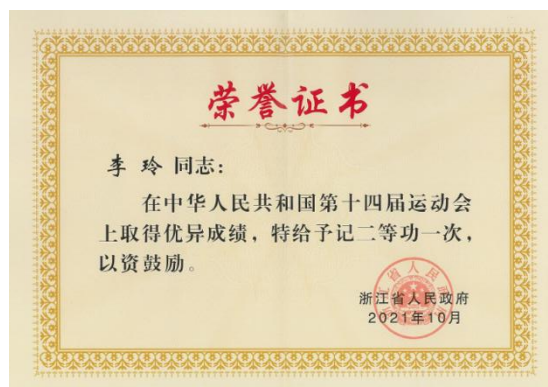 荣誉证书
李 玲 同志：
在中华人民共和国第十四届运动会
上取得优异成绩，特给予记二等功一次，
以资鼓励。
浙江省人民政府
2021年10月